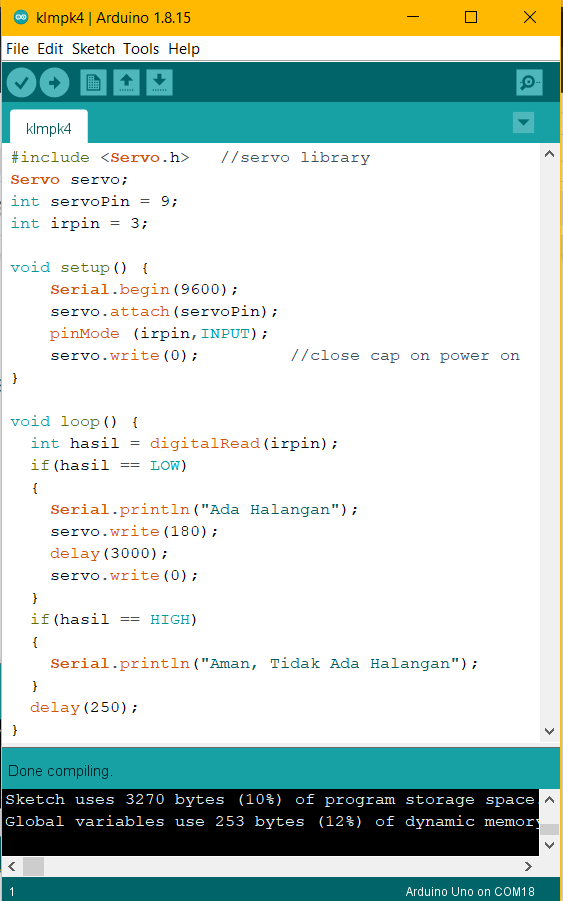 klmpk4 | Arduino 1.8.15
File Edit Sketch Tools Help
klmpk4
#include <Servo.h>   //servo library
Servo servo;
int servoPin = 9;
int irpin = 3;
void setup() {
    Serial.begin(9600);
    servo.attach(servoPin);
    pinMode (irpin,INPUT);
    servo.write(0);         //close cap on power on
}
void loop() {
  int hasil = digitalRead(irpin);
  if(hasil == LOW)
  {
    Serial.println("Ada Halangan");
    servo.write(180);
    delay(3000);
    servo.write(0);
  }
  if(hasil == HIGH)
  {
    Serial.println("Aman, Tidak Ada Halangan");
  }
  delay(250);
}
Done compiling.
Sketch uses 3270 bytes (10%) of program storage space.
Global variables use 253 bytes (12%) of dynamic memory
1 Arduino Uno on COM18